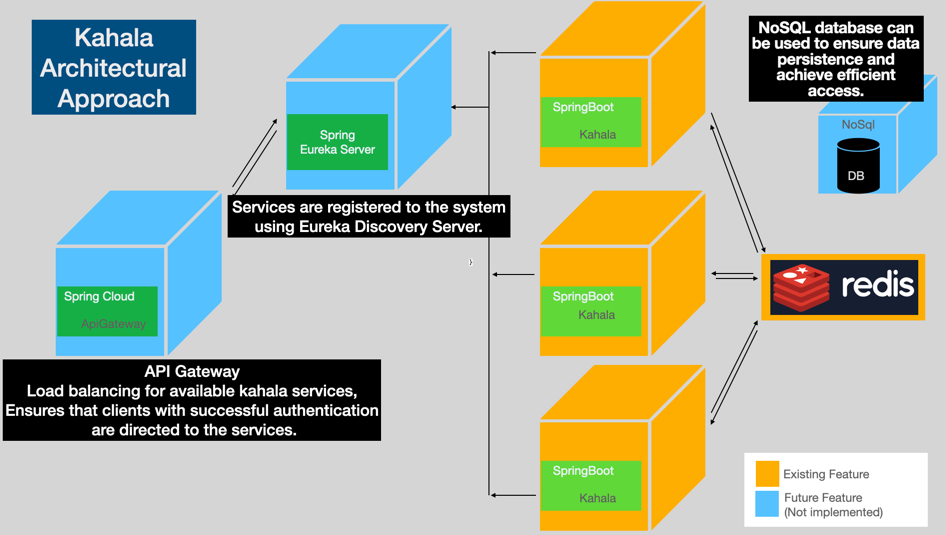 Kahala
Architectural
Approach
NoSQL database can
be used to ensure data
persistence and
achieve efficient
access.
SpringBoot
Kahala
NoSql
DB
Spring
Eureka Server
Services are registered to the system
using Eureka Discovery Server.
}
Spring Cloud
ApiGateway
SpringBoot
Kahala
redis
API Gateway
Load balancing for available kahala services,
Ensures that clients with successful authentication
are directed to the services.
SpringBoot
Kahala
Existing Feature
Future Feature
(Not implemented)